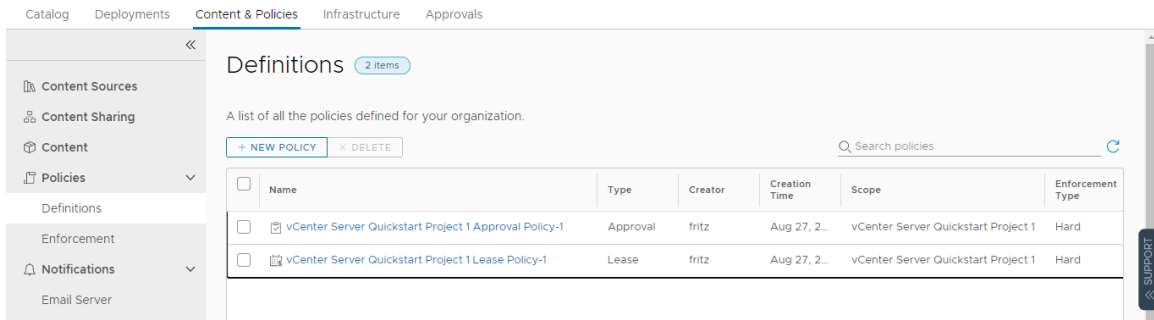 Catalog Deployments Content & Policies Infrastructure Approvals
Content Sources
Content Sharing
Content
Policies
Definitions
Enforcement
Notifications
Email Server
Definitions 2 items
A list of all the policies defined for your organization.
+ NEW POLICY × DELETE Search policies
Name Type Creator Creation Time Scope Enforcement Type
vCenter Server Quickstart Project 1 Approval Policy-1 Approval fritz Aug 27, 2... vCenter Server Quickstart Project 1 Hard
vCenter Server Quickstart Project 1 Lease Policy-1 Lease fritz Aug 27, 2... vCenter Server Quickstart Project 1 Hard
SUPPORT